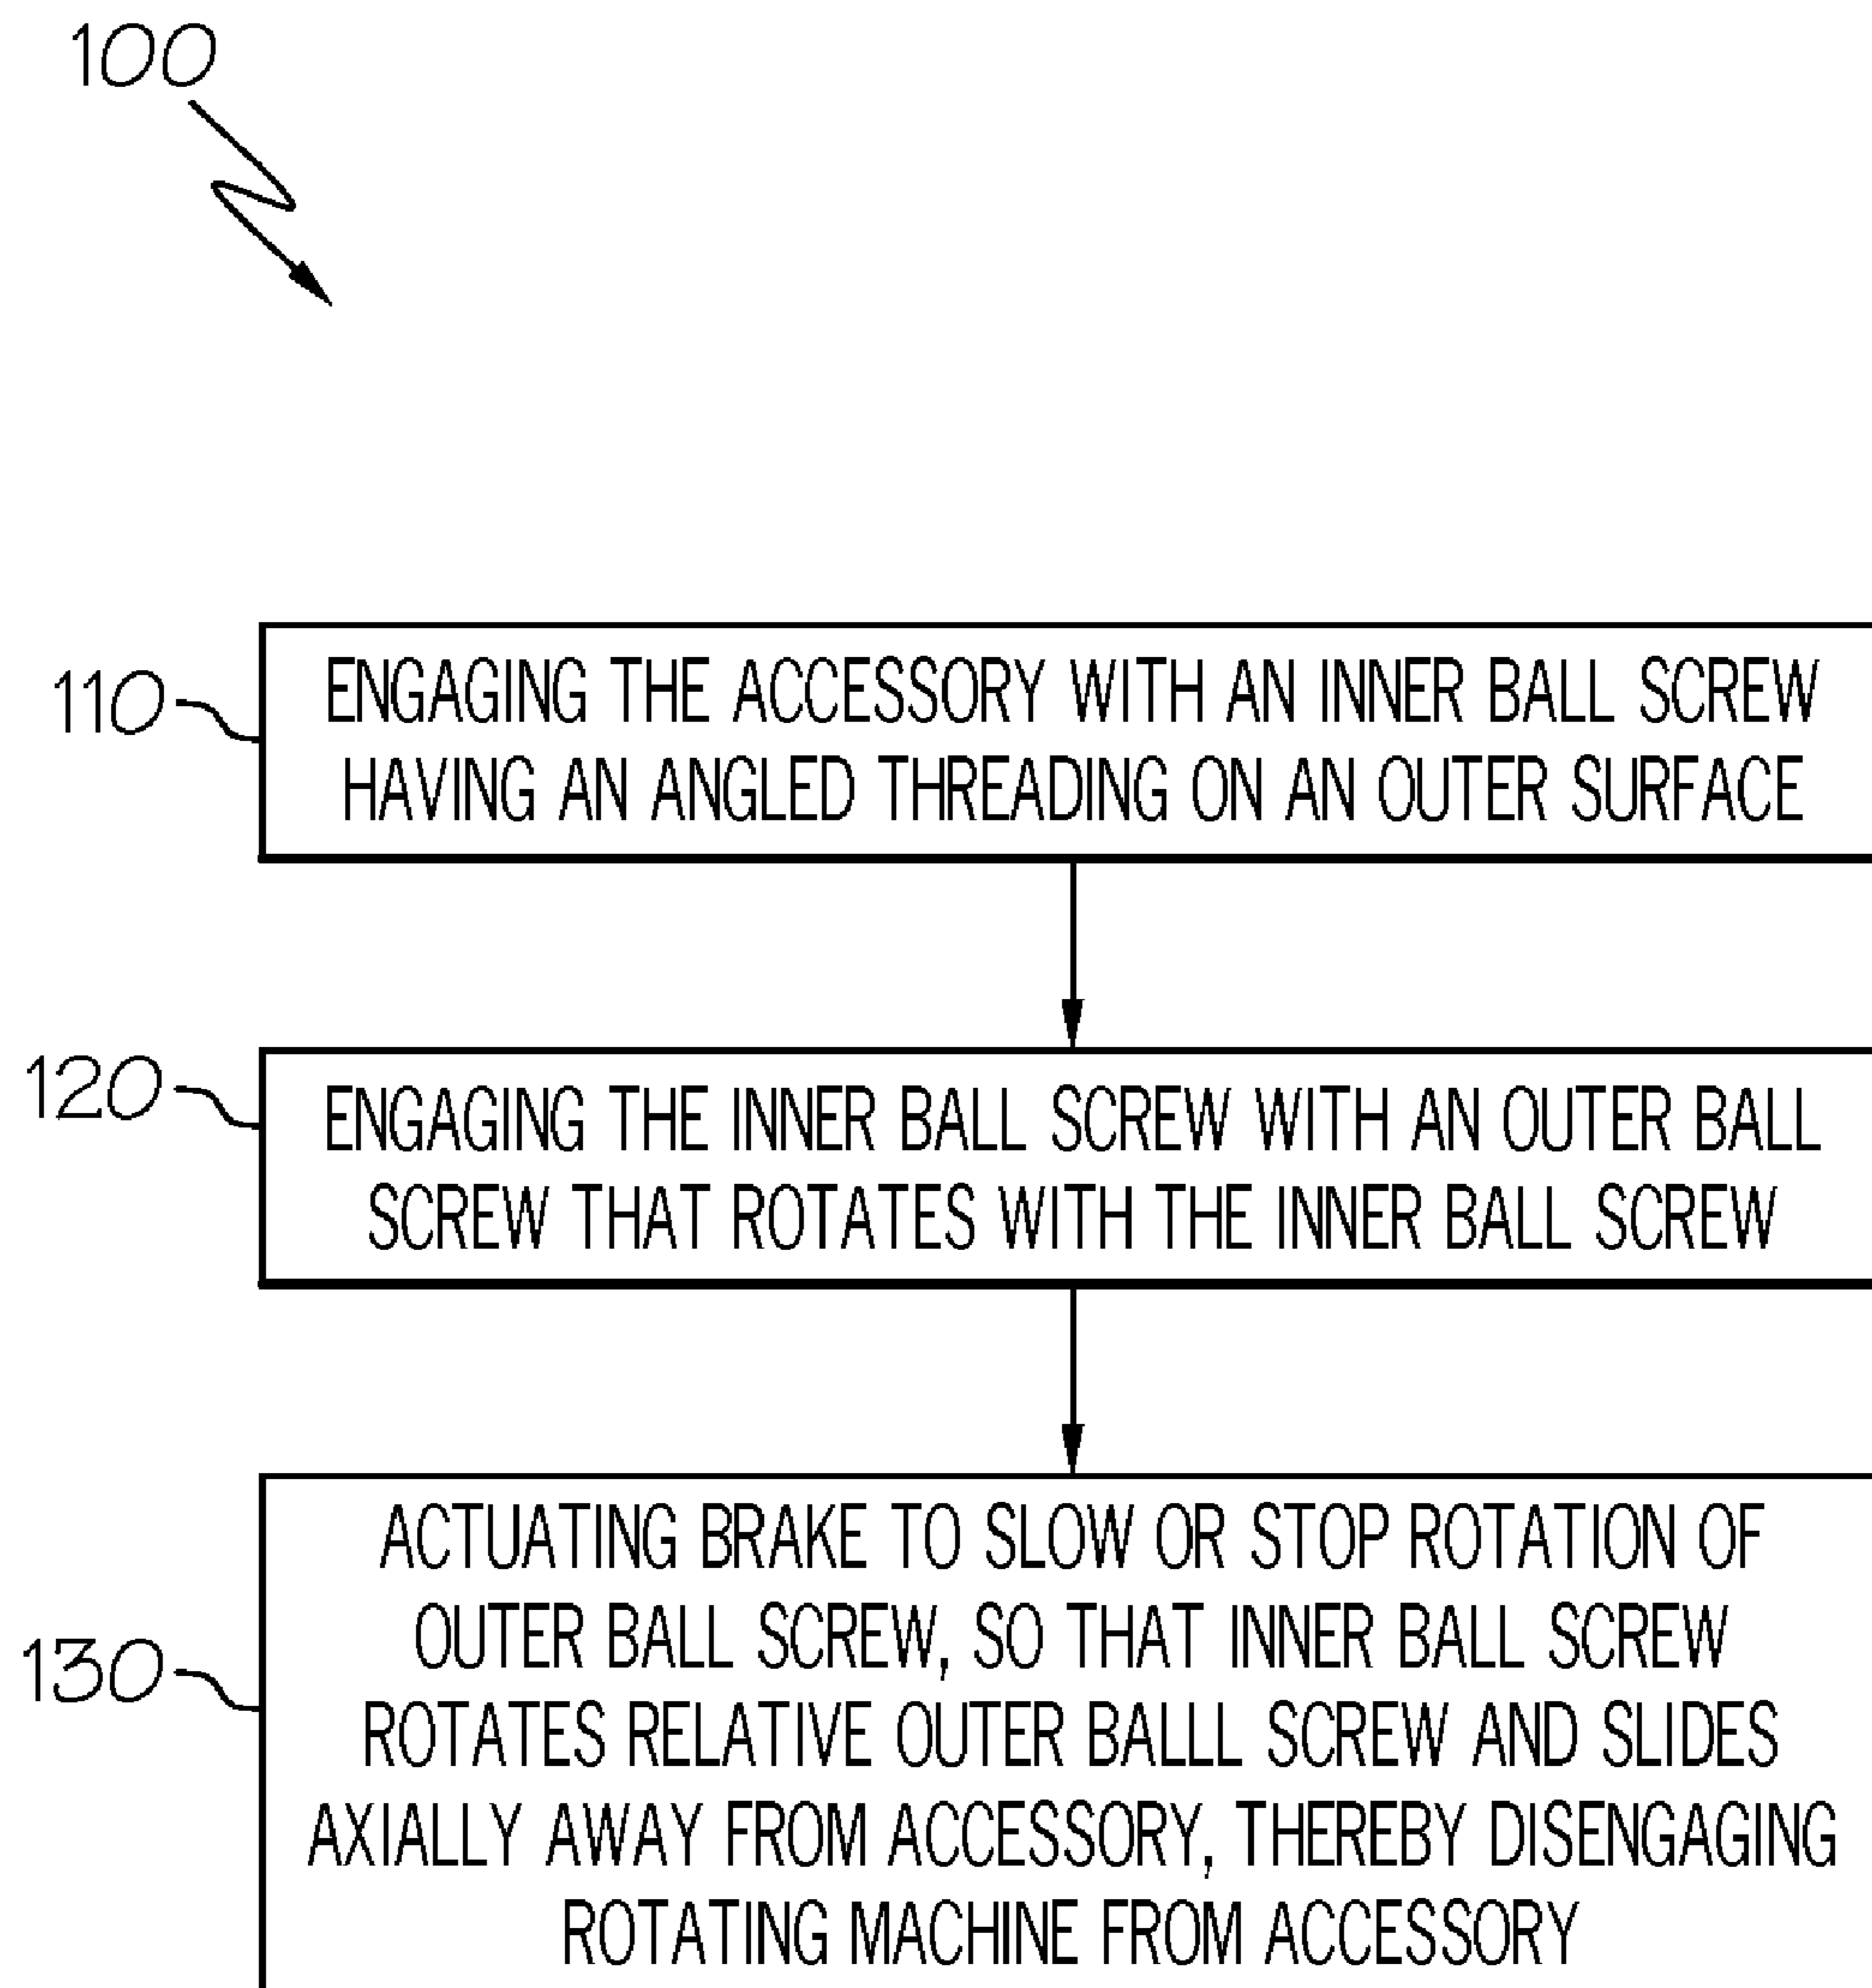 100
110
ENGAGING THE ACCESSORY WITH AN INNER BALL SCREW
HAVING AN ANGLED THREADING ON AN OUTER SURFACE
120
ENGAGING THE INNER BALL SCREW WITH AN OUTER BALL
SCREW THAT ROTATES WITH THE INNER BALL SCREW
130
ACTUATING BRAKE TO SLOW OR STOP ROTATION OF
OUTER BALL SCREW, SO THAT INNER BALL SCREW
ROTATES RELATIVE OUTER BALLL SCREW AND SLIDES
AXIALLY AWAY FROM ACCESSORY, THEREBY DISENGAGING
ROTATING MACHINE FROM ACCESSORY